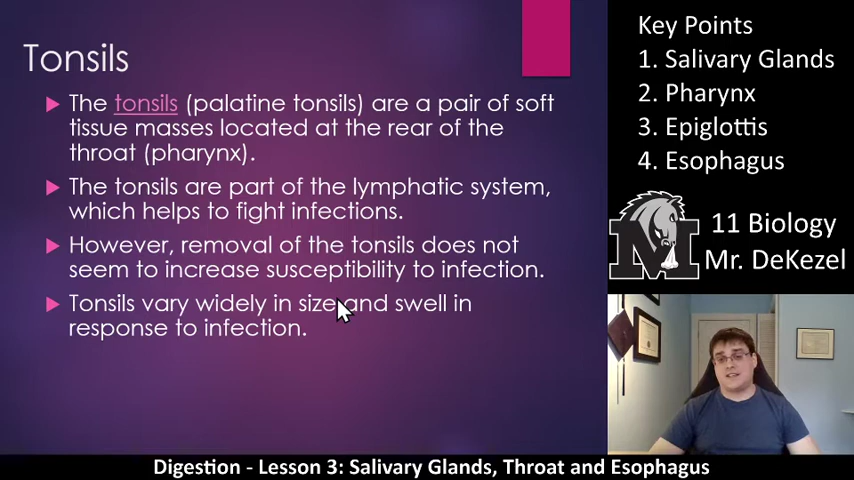 Tonsils
The tonsils (palatine tonsils) are a pair of soft
tissue masses located at the rear of the
throat (pharynx).
The tonsils are part of the lymphatic system,
which helps to fight infections.
However, removal of the tonsils does not
seem to increase susceptibility to infection.
Tonsils vary widely in size and swell in
response to infection.
Key Points
1. Salivary Glands
2. Pharynx
3. Epiglottis
4. Esophagus
M
11 Biology
Mr. DeKezel
Digestion - Lesson 3: Salivary Glands, Throat and Esophagus